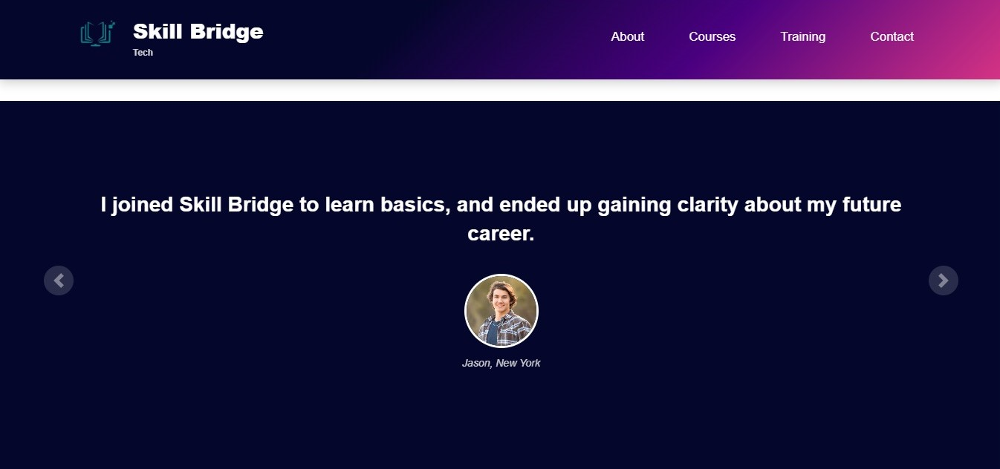 Skill Bridge
Tech
About
Courses
Training
Contact
I joined Skill Bridge to learn basics, and ended up gaining clarity about my future
career.
Jason, New York